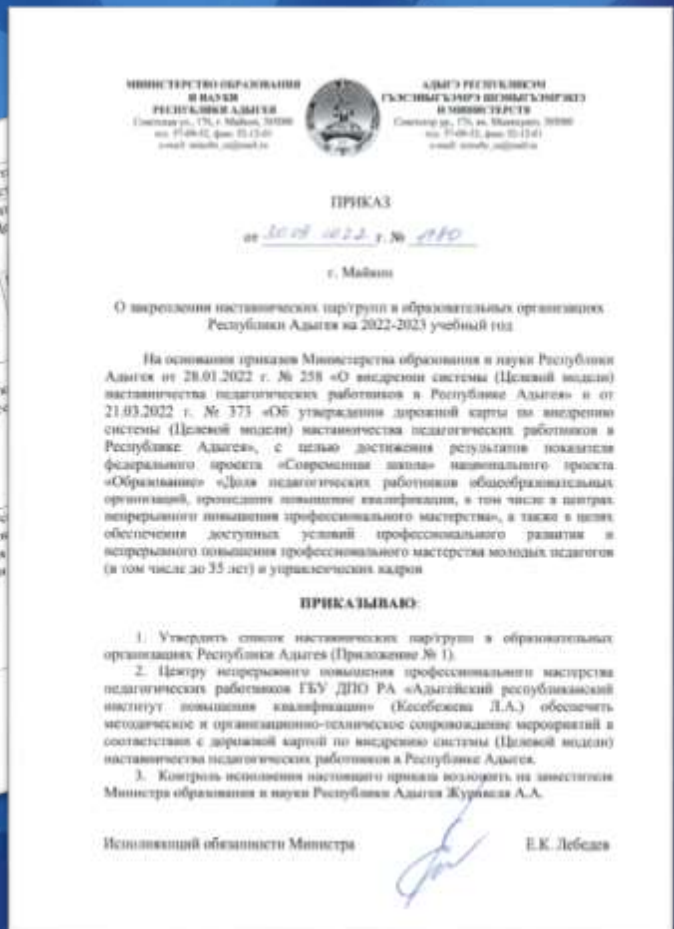 МИНИСТЕРСТВО ОБРАЗОВАНИЯ
И НАУКИ
РЕСПУБЛИКИ АДЫГЕЯ
Советская ул., 176, г. Майкоп, 385000
АДЫГЭ РЕСПУБЛИКЭМ
ПРИКАЗ
от г. № 1180
г. Майкоп
О закреплении наставнических пар/групп в образовательных организациях
Республики Адыгея на 2022-2023 учебный год
На основании приказов Министерства образования и науки Республики
Адыгея от 28.01.2022 г. № 258 «О внедрении системы (Целевой модели)
наставничества педагогических работников в Республике Адыгея» и от
21.03.2022 г. № 373 «Об утверждении дорожной карты по внедрению
системы (Целевой модели) наставничества педагогических работников в
Республике Адыгея», с целью достижения результатов показателя
федерального проекта «Современная школа» национального проекта
«Образование» «Доля педагогических работников общеобразовательных
организаций, прошедших повышение квалификации, в том числе в центрах
непрерывного повышения профессионального мастерства», а также в целях
обеспечения доступных условий профессионального развития и
непрерывного повышения профессионального мастерства молодых педагогов
(в том числе до 35 лет) и управленческих кадров
ПРИКАЗЫВАЮ:
1. Утвердить список наставнических пар/групп в образовательных
организациях Республики Адыгея (Приложение № 1).
2. Центру непрерывного повышения профессионального мастерства
педагогических работников ГБУ ДПО РА «Адыгейский республиканский
институт повышения квалификации» (Кесебежева Л.А.) обеспечить
методическое и организационно-техническое сопровождение мероприятий в
соответствии с дорожной картой по внедрению системы (Целевой модели)
наставничества педагогических работников в Республике Адыгея.
3. Контроль исполнения настоящего приказа возложить на заместителя
Министра образования и науки Республики Адыгея Журавеля А.А.
Исполняющий обязанности Министра Е.К. Лебедев